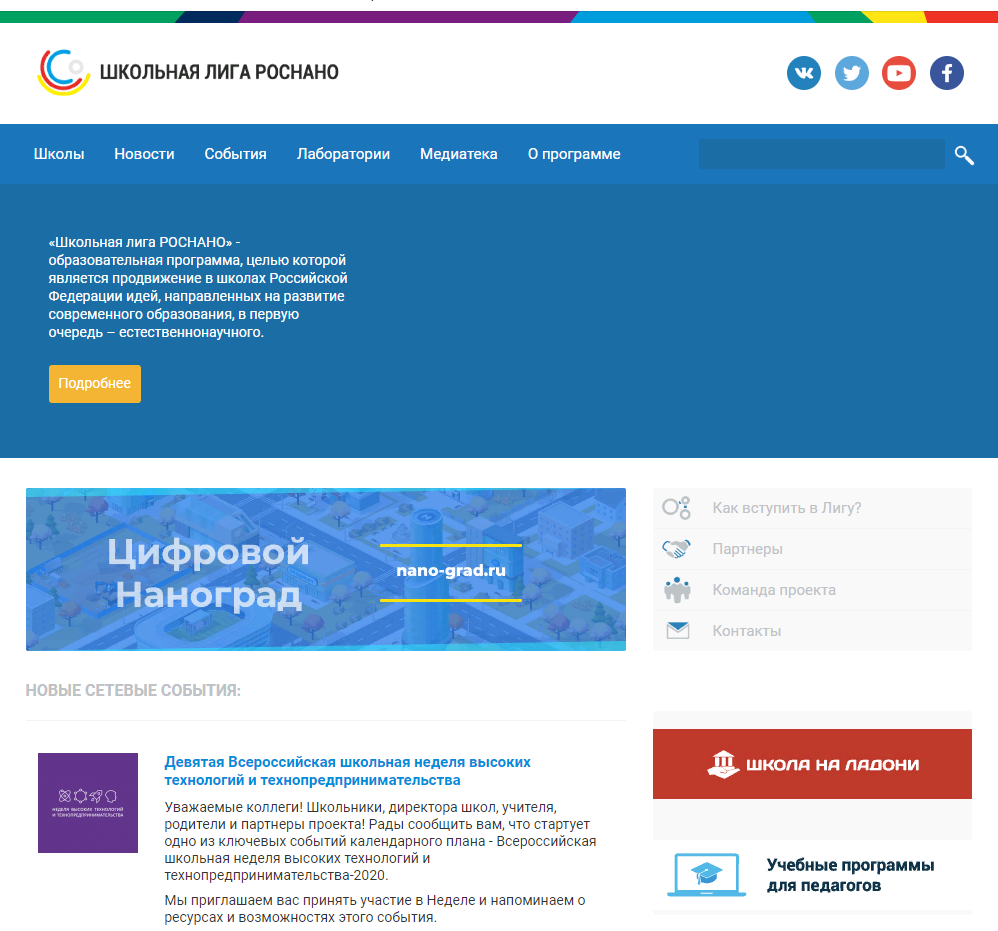 ШКОЛЬНАЯ ЛИГА РОСНАНО
Школы Новости События Лаборатории Медиатека О программе
«Школьная лига РОСНАНО» -
образовательная программа, целью которой
является продвижение в школах Российской
Федерации идей, направленных на развитие
современного образования, в первую
очередь – естественнонаучного.
Подробнее
Цифровой
Наноград
nano-grad.ru
Как вступить в Лигу?
Партнеры
Команда проекта
Контакты
НОВЫЕ СЕТЕВЫЕ СОБЫТИЯ:
НЕДЕЛЯ ВЫСОКИХ ТЕХНОЛОГИЙ
И ТЕХНОПРЕДПРИНИМАТЕЛЬСТВА
Девятая Всероссийская школьная неделя высоких
технологий и технопредпринимательства
Уважаемые коллеги! Школьники, директора школ, учителя,
родители и партнеры проекта! Рады сообщить вам, что стартует
одно из ключевых событий календарного плана - Всероссийская
школьная неделя высоких технологий и
технопредпринимательства-2020.
Мы приглашаем вас принять участие в Неделе и напоминаем о
ресурсах и возможностях этого события.
ШКОЛА НА ЛАДОНИ
Учебные программы
для педагогов